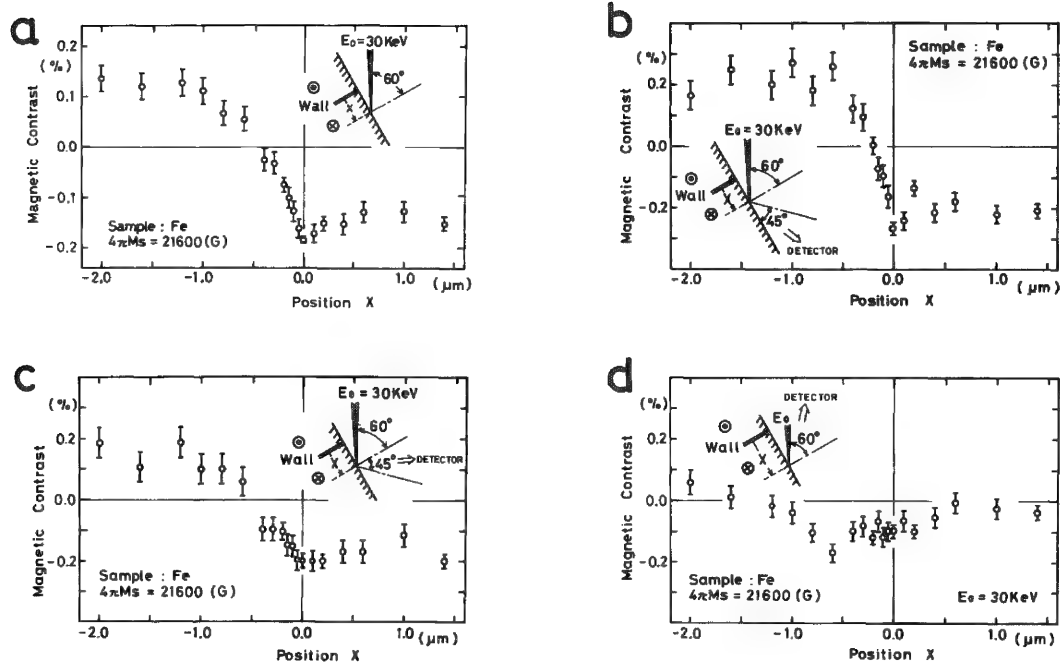 a
0.2
(%)
0.1
0.0
-0.1
-0.2
Magnetic Contrast
E₀=30KeV
60°
Wall
X
Sample : Fe
4πMs = 21600 (G)
-2.0
-1.0
0.0
1.0
(μm)
Position X
b
(%)
0.2
0.0
-0.2
Magnetic Contrast
Sample : Fe
4πMs = 21600 (G)
E₀ = 30KeV
60°
Wall
X
45°
DETECTOR
-2.0
-1.0
0.0
1.0
(μm)
Position X
c
(%)
0.2
0.0
-0.2
Magnetic Contrast
E₀ = 30KeV
60°
Wall
X
45°
DETECTOR
Sample : Fe
4πMs = 21600 (G)
-2.0
-1.0
0.0
1.0
(μm)
Position X
d
(%)
0.2
0.0
-0.2
Magnetic Contrast
DETECTOR
E₀
60°
Wall
X
Sample : Fe
4πMs = 21600 (G)
E₀ = 30KeV
-2.0
-1.0
0.0
1.0
(μm)
Position X